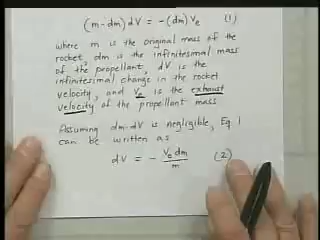 (m-dm) dV = -(dm) Ve (1)
where m is the original mass of the
rocket, dm is the infinitesimal mass
of the propellant, dV is the
infinitesimal change in the rocket
velocity, and Ve is the exhaust
velocity of the propellant mass
Assuming dm·dV is negligible, Eq 1
can be written as
dV = - Ve dm / m (2)